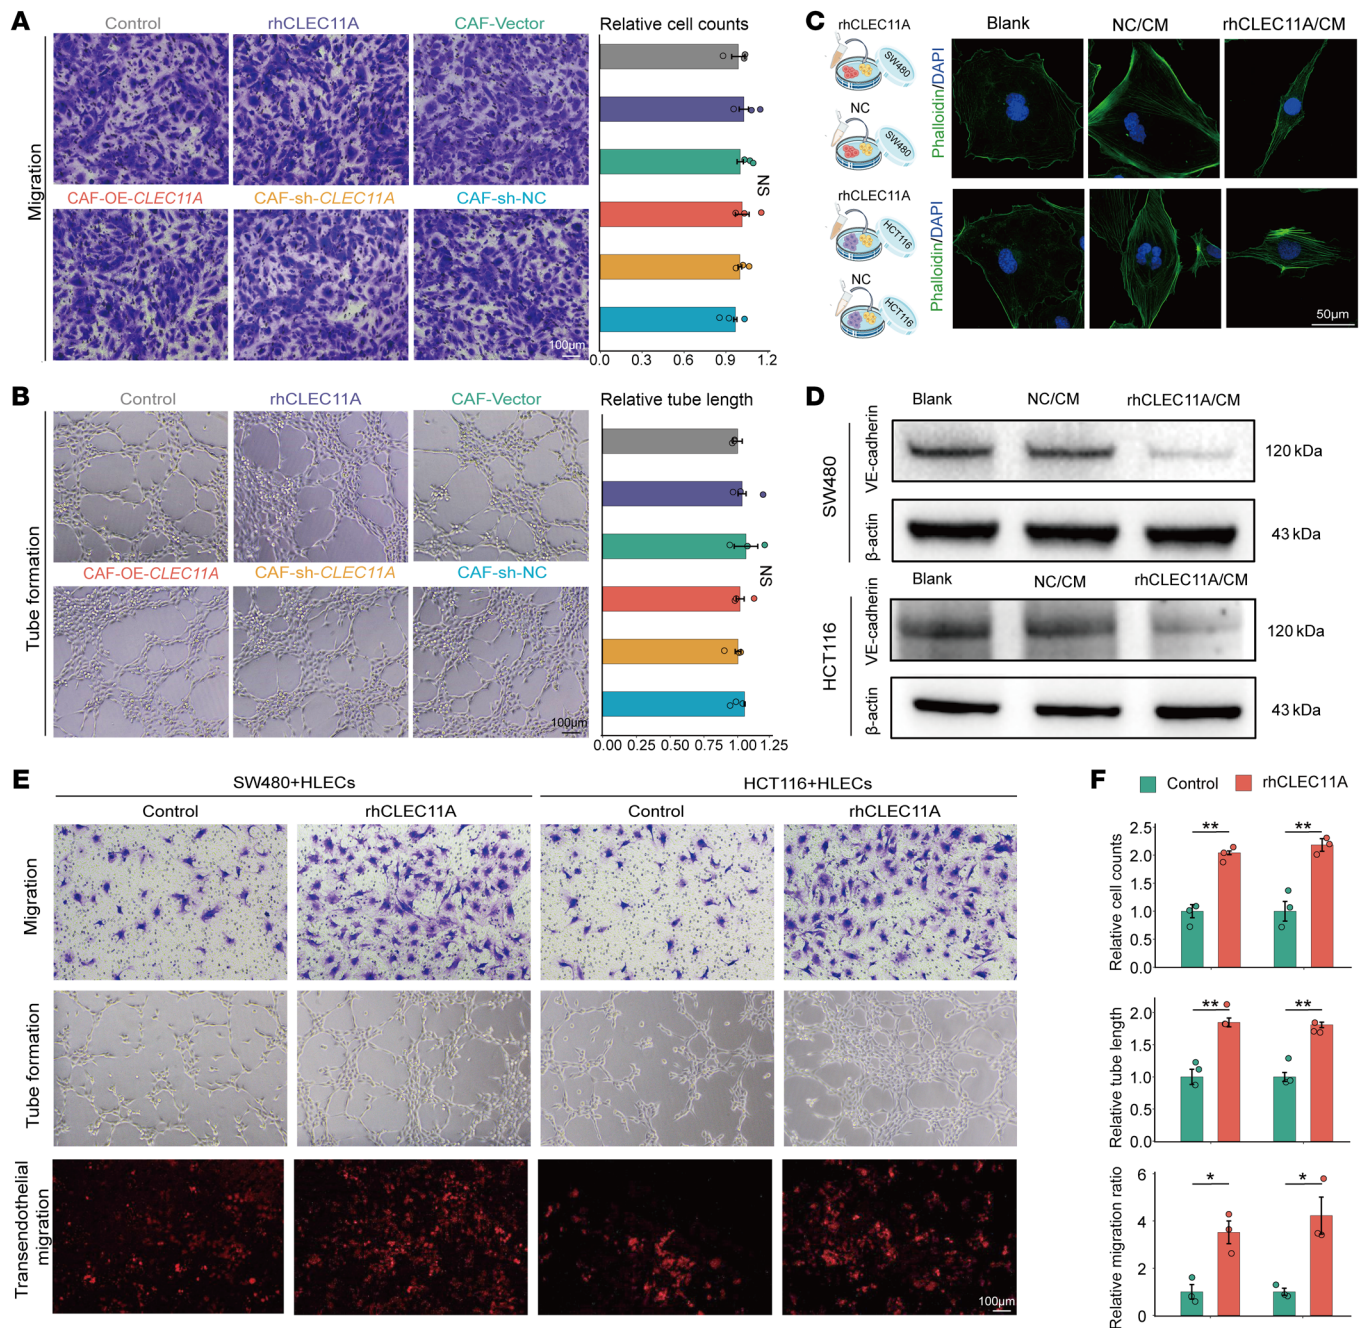 A
Control
rhCLEC11A
CAF-Vector
Relative cell counts
Migration
CAF-OE-CLEC11A
CAF-sh-CLEC11A
CAF-sh-NC
100µm
NS
0.0 0.3 0.6 0.9 1.2
B
Control
rhCLEC11A
CAF-Vector
Relative tube length
Tube formation
CAF-OE-CLEC11A
CAF-sh-CLEC11A
CAF-sh-NC
100µm
NS
0.00 0.25 0.50 0.75 1.00 1.25
C
rhCLEC11A
SW480
NC
SW480
rhCLEC11A
HCT116
NC
HCT116
Blank
NC/CM
rhCLEC11A/CM
Phalloidin/DAPI
Phalloidin/DAPI
50µm
D
Blank
NC/CM
rhCLEC11A/CM
SW480
VE-cadherin
120 kDa
β-actin
43 kDa
Blank
NC/CM
rhCLEC11A/CM
HCT116
VE-cadherin
120 kDa
β-actin
43 kDa
E
SW480+HLECs
HCT116+HLECs
Control
rhCLEC11A
Control
rhCLEC11A
Migration
Tube formation
Transendothelial
migration
100µm
F
Control
rhCLEC11A
Relative cell counts
2.5
2.0
1.5
1.0
0.5
0.0
**
**
Relative tube length
2.0
1.5
1.0
0.5
0.0
**
**
Relative migration ratio
6
4
2
0
*
*